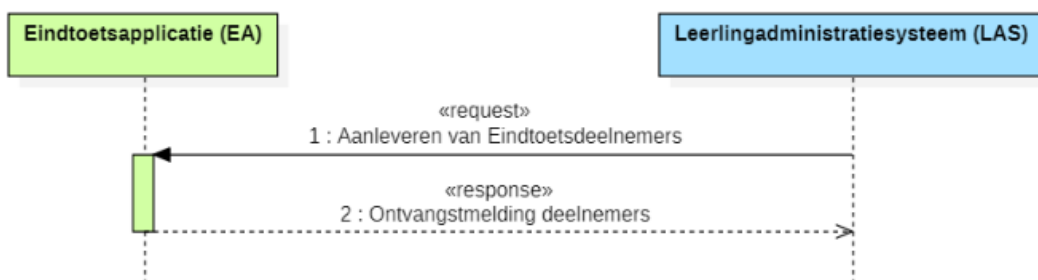 Eindtoetsapplicatie (EA)
Leerlingadministratiesysteem (LAS)
«request»
1 : Aanleveren van Eindtoetsdeelnemers
«response»
2 : Ontvangstmelding deelnemers